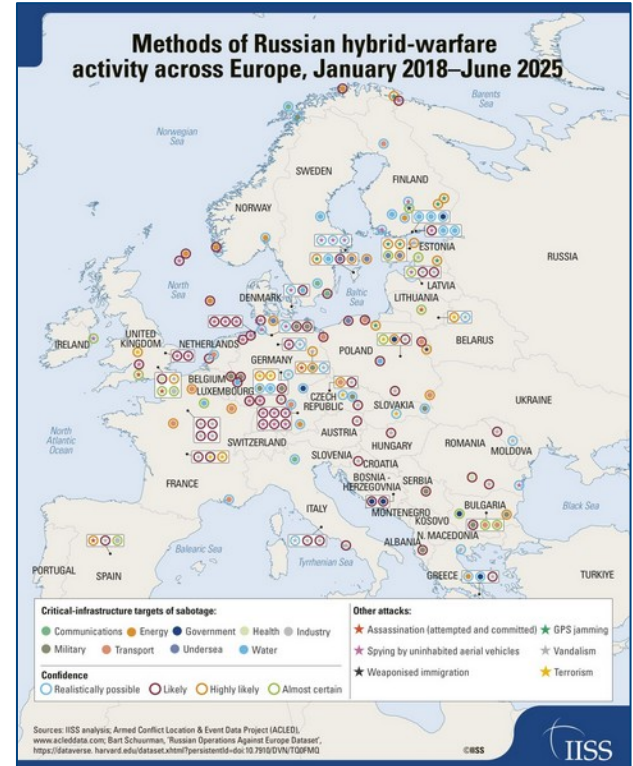 Methods of Russian hybrid-warfare
activity across Europe, January 2018–June 2025
Barents
Sea
Norwegian
Sea
SWEDEN
FINLAND
NORWAY
ESTONIA
RUSSIA
North
Sea
LATVIA
DENMARK
Baltic
Sea
LITHUANIA
IRELAND
UNITED
KINGDOM
NETHERLANDS
BELARUS
POLAND
GERMANY
BELGIUM
LUXEMBOURG
CZECH
REPUBLIC
UKRAINE
SLOVAKIA
North
Atlantic
Ocean
AUSTRIA
SWITZERLAND
HUNGARY
ROMANIA
MOLDOVA
SLOVENIA
CROATIA
FRANCE
BOSNIA-
HERZEGOVNIA
SERBIA
ITALY
MONTENEGRO
KOSOVO
BULGARIA
Black Sea
N. MACEDONIA
ALBANIA
Balearic Sea
Tyrrhenian Sea
PORTUGAL
SPAIN
GREECE
TURKIYE
Critical-infrastructure targets of sabotage:
Communications Energy Government Health Industry
Military Transport Undersea Water
Confidence
Realistically possible Likely Highly likely Almost certain
Other attacks:
Assassination (attempted and committed) GPS jamming
Spying by uninhabited aerial vehicles Vandalism
Weaponised immigration Terrorism
Sources: IISS analysis; Armed Conflict Location & Event Data Project (ACLED),
www.acleddata.com; Bart Schuurman, 'Russian Operations Against Europe Dataset',
https://dataverse. harvard.edu/dataset.xhtml?persistentId=doi:10.7910/DVN/TQ0FMQ
©IISS
IISS